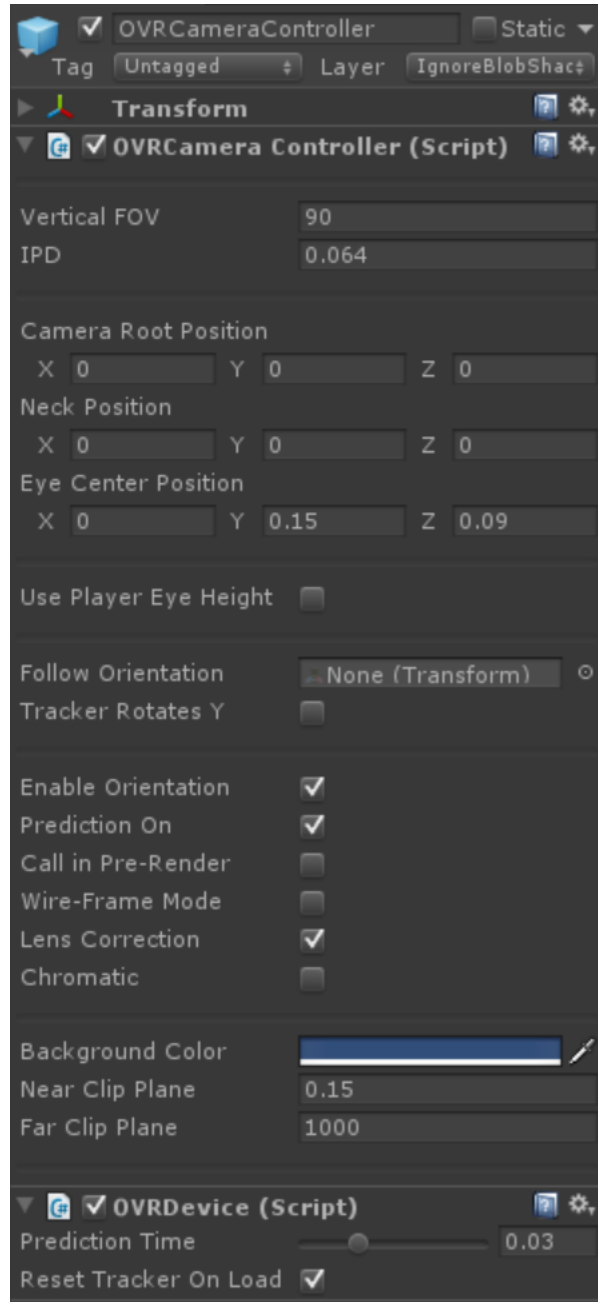 OVRCameraController Static
Tag Untagged Layer IgnoreBlobShac
Transform
OVRCamera Controller (Script)
Vertical FOV 90
IPD 0.064
Camera Root Position
X 0 Y 0 Z 0
Neck Position
X 0 Y 0 Z 0
Eye Center Position
X 0 Y 0.15 Z 0.09
Use Player Eye Height
Follow Orientation None (Transform)
Tracker Rotates Y
Enable Orientation
Prediction On
Call in Pre-Render
Wire-Frame Mode
Lens Correction
Chromatic
Background Color
Near Clip Plane 0.15
Far Clip Plane 1000
OVRDevice (Script)
Prediction Time 0.03
Reset Tracker On Load